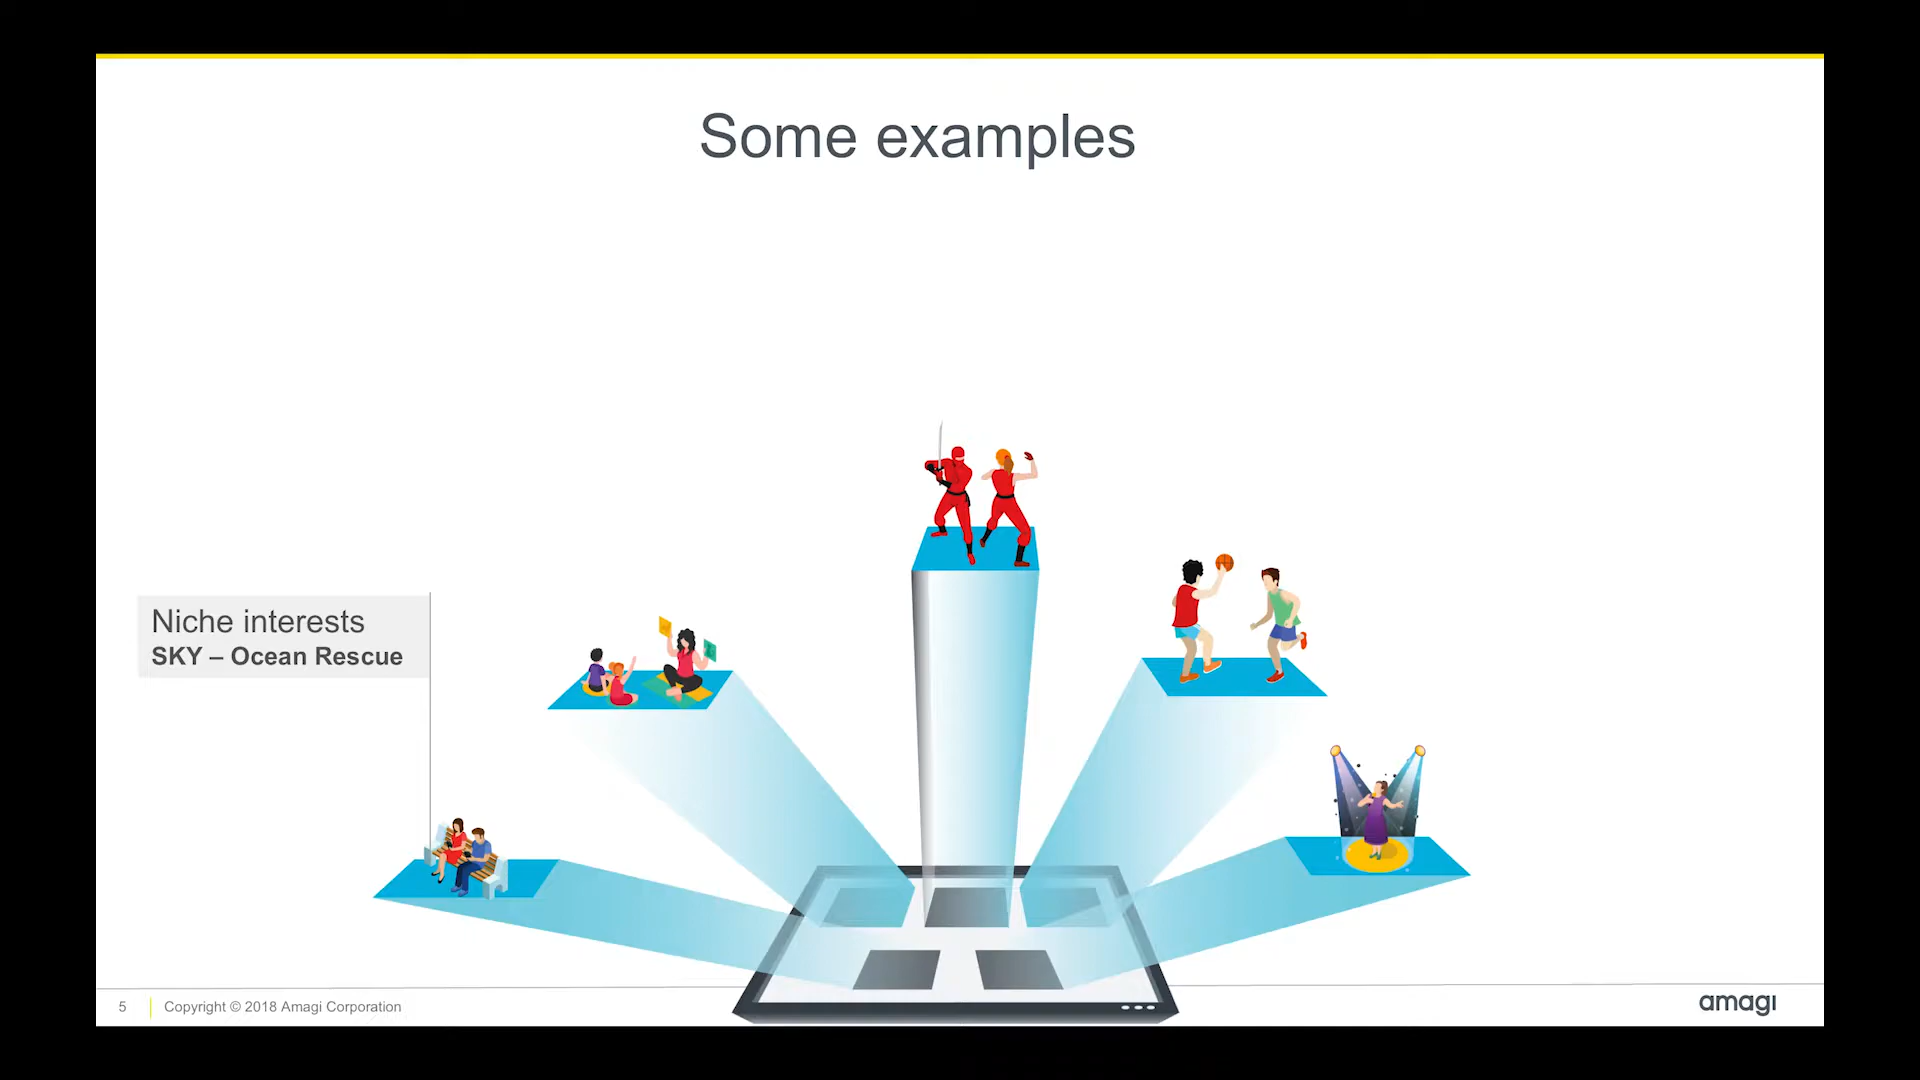 Some examples
Niche interests
SKY – Ocean Rescue
5
Copyright © 2018 Amagi Corporation
amagi